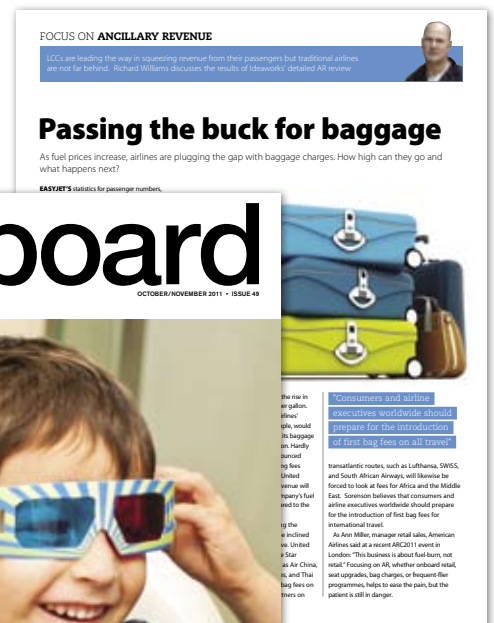 FOCUS ON ANCILLARY REVENUE
LCCs are leading the way in squeezing revenue from their passengers but traditional airlines
are not far behind. Richard Williams discusses the results of Ideaworks' detailed AR review
Passing the buck for baggage
As fuel prices increase, airlines are plugging the gap with baggage charges. How high can they go and
what happens next?
EASYJET'S statistics for passenger numbers,
board
OCTOBER/NOVEMBER 2011 • ISSUE 49
the rise in
er gallon.
rlines'
ple, would
its baggage
on. Hardly
ounced
ng fees
United
venue will
mpany's fuel
ared to the
ng the
e inclined
ve. United
e Star
as Air China,
es, and Thai
bag fees on
tners on
"Consumers and airline
executives worldwide should
prepare for the introduction
of first bag fees on all travel"
transatlantic routes, such as Lufthansa, SWISS,
and South African Airways, will likewise be
forced to look at fees for Africa and the Middle
East. Sorenson believes that consumers and
airline executives worldwide should prepare
for the introduction of first bag fees for
international travel.
As Ann Miller, manager retail sales, American
Airlines said at a recent ARC2011 event in
London: "This business is about fuel-burn, not
retail." Focusing on AR, whether onboard retail,
seat upgrades, bag charges, or frequent-flier
programmes, helps to ease the pain, but the
patient is still in danger.